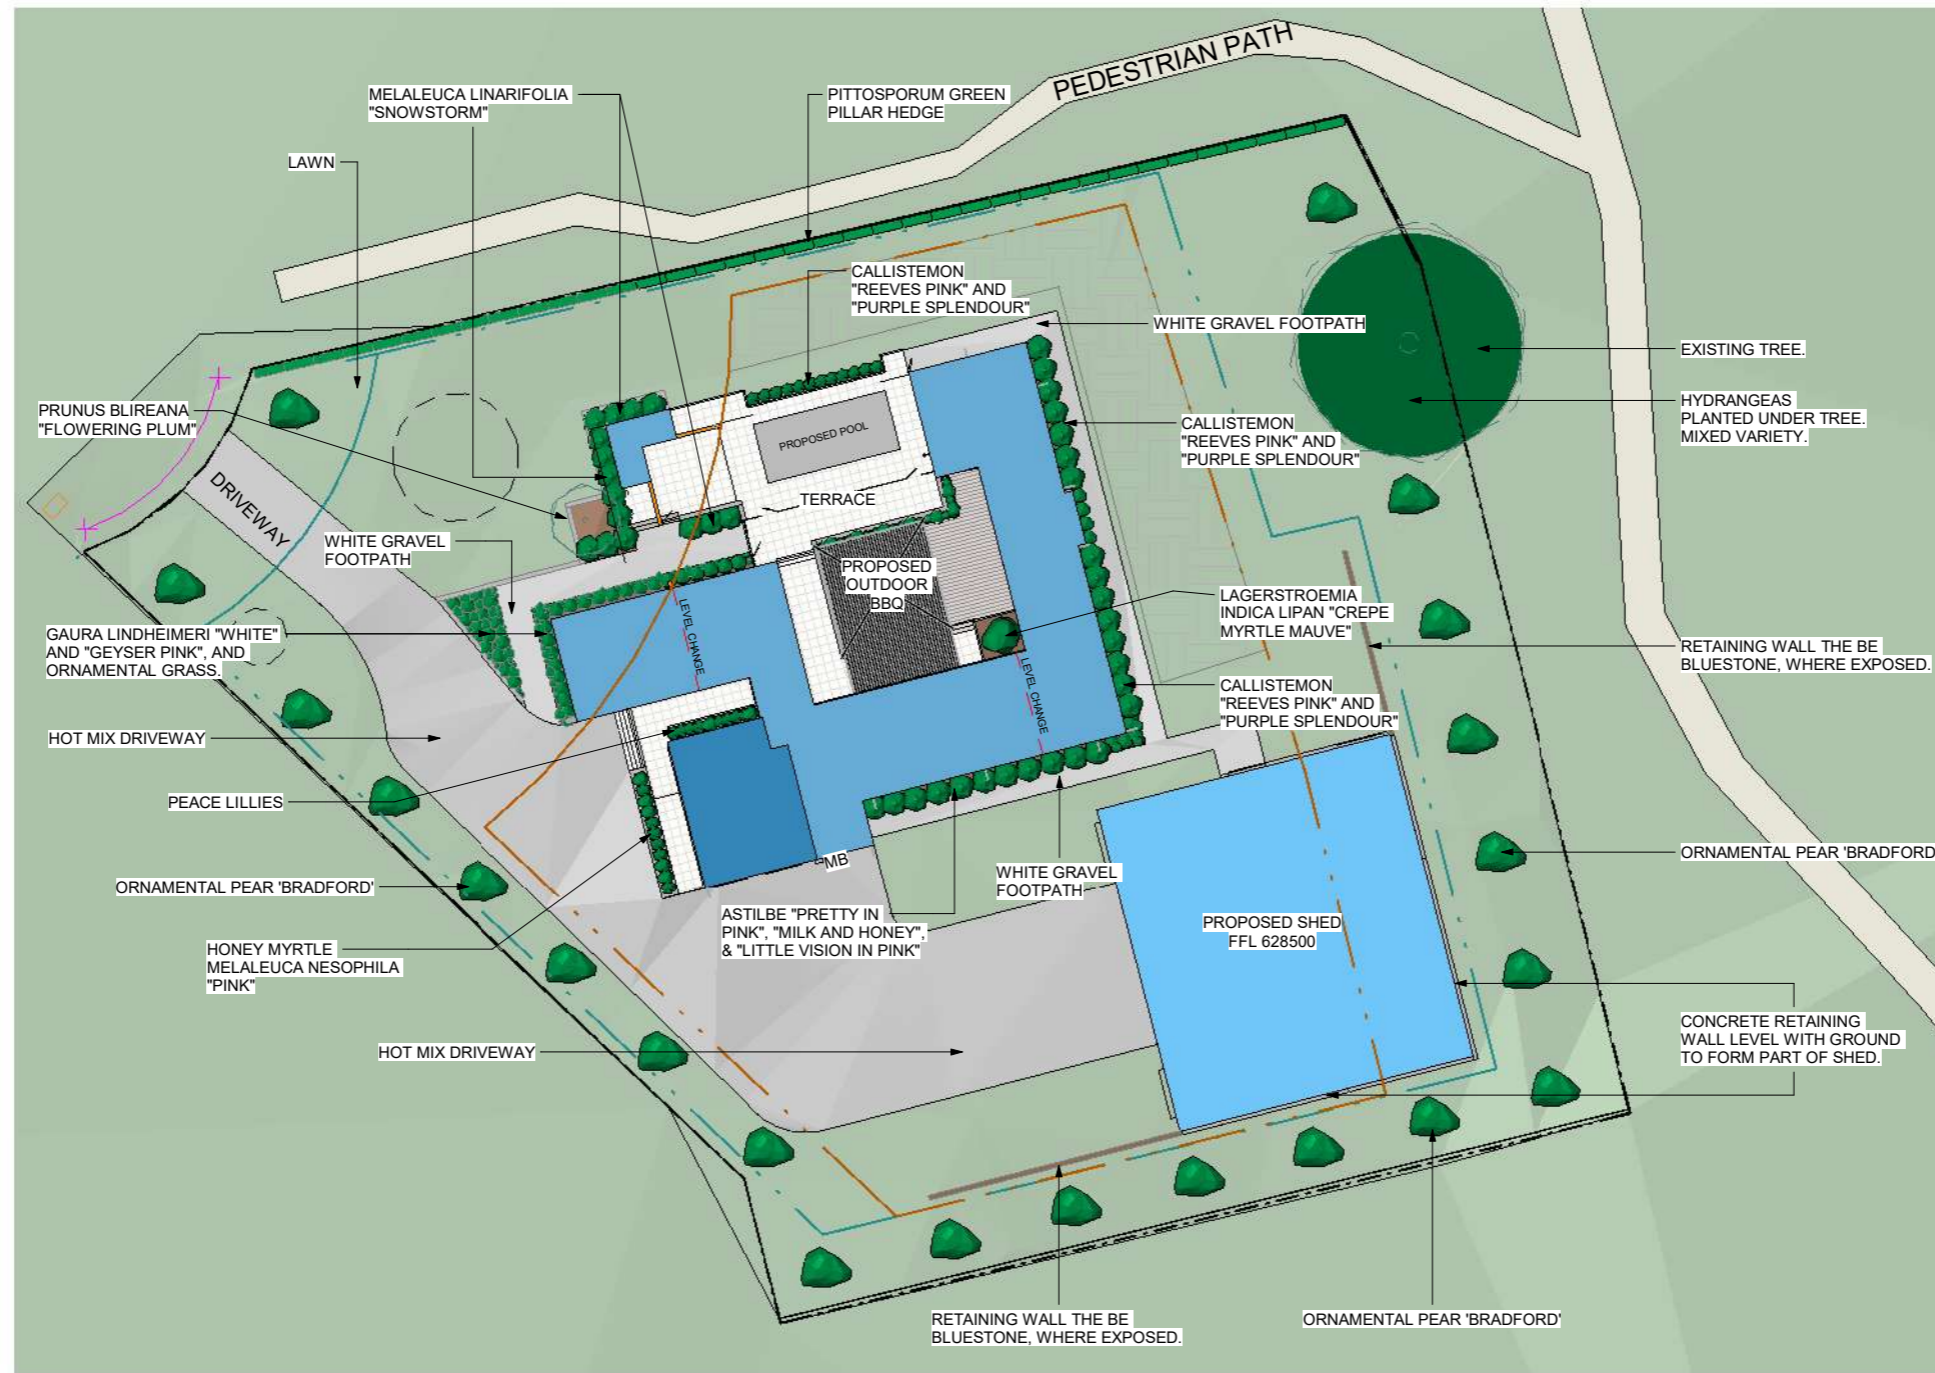 PEDESTRIAN PATH
MELALEUCA LINARIFOLIA
"SNOWSTORM"
PITTOSPORUM GREEN
PILLAR HEDGE
LAWN
CALLISTEMON
"REEVES PINK" AND
"PURPLE SPLENDOUR"
WHITE GRAVEL FOOTPATH
EXISTING TREE.
PRUNUS BLIREANA
"FLOWERING PLUM"
HYDRANGEAS
PLANTED UNDER TREE.
MIXED VARIETY.
CALLISTEMON
"REEVES PINK" AND
"PURPLE SPLENDOUR"
PROPOSED POOL
DRIVEWAY
TERRACE
WHITE GRAVEL
FOOTPATH
PROPOSED
OUTDOOR
BBQ
LAGERSTROEMIA
INDICA LIPAN "CREPE
MYRTLE MAUVE"
GAURA LINDHEIMERI "WHITE"
AND "GEYSER PINK", AND
ORNAMENTAL GRASS.
LEVEL CHANGE
RETAINING WALL THE BE
BLUESTONE, WHERE EXPOSED.
LEVEL CHANGE
CALLISTEMON
"REEVES PINK" AND
"PURPLE SPLENDOUR"
HOT MIX DRIVEWAY
PEACE LILLIES
MB
WHITE GRAVEL
FOOTPATH
ORNAMENTAL PEAR 'BRADFORD
ORNAMENTAL PEAR 'BRADFORD'
ASTILBE "PRETTY IN
PINK", "MILK AND HONEY",
& "LITTLE VISION IN PINK"
PROPOSED SHED
FFL 628500
HONEY MYRTLE
MELALEUCA NESOPHILA
"PINK"
CONCRETE RETAINING
WALL LEVEL WITH GROUND
TO FORM PART OF SHED.
HOT MIX DRIVEWAY
RETAINING WALL THE BE
BLUESTONE, WHERE EXPOSED.
ORNAMENTAL PEAR 'BRADFORD'